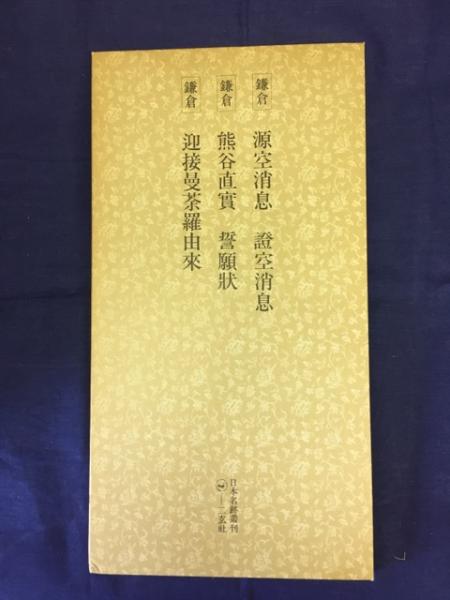 鎌倉 源空消息 證空消息
鎌倉 熊谷直實 誓願狀
鎌倉 迎接曼荼羅由來
日本名跡叢刊
二玄社